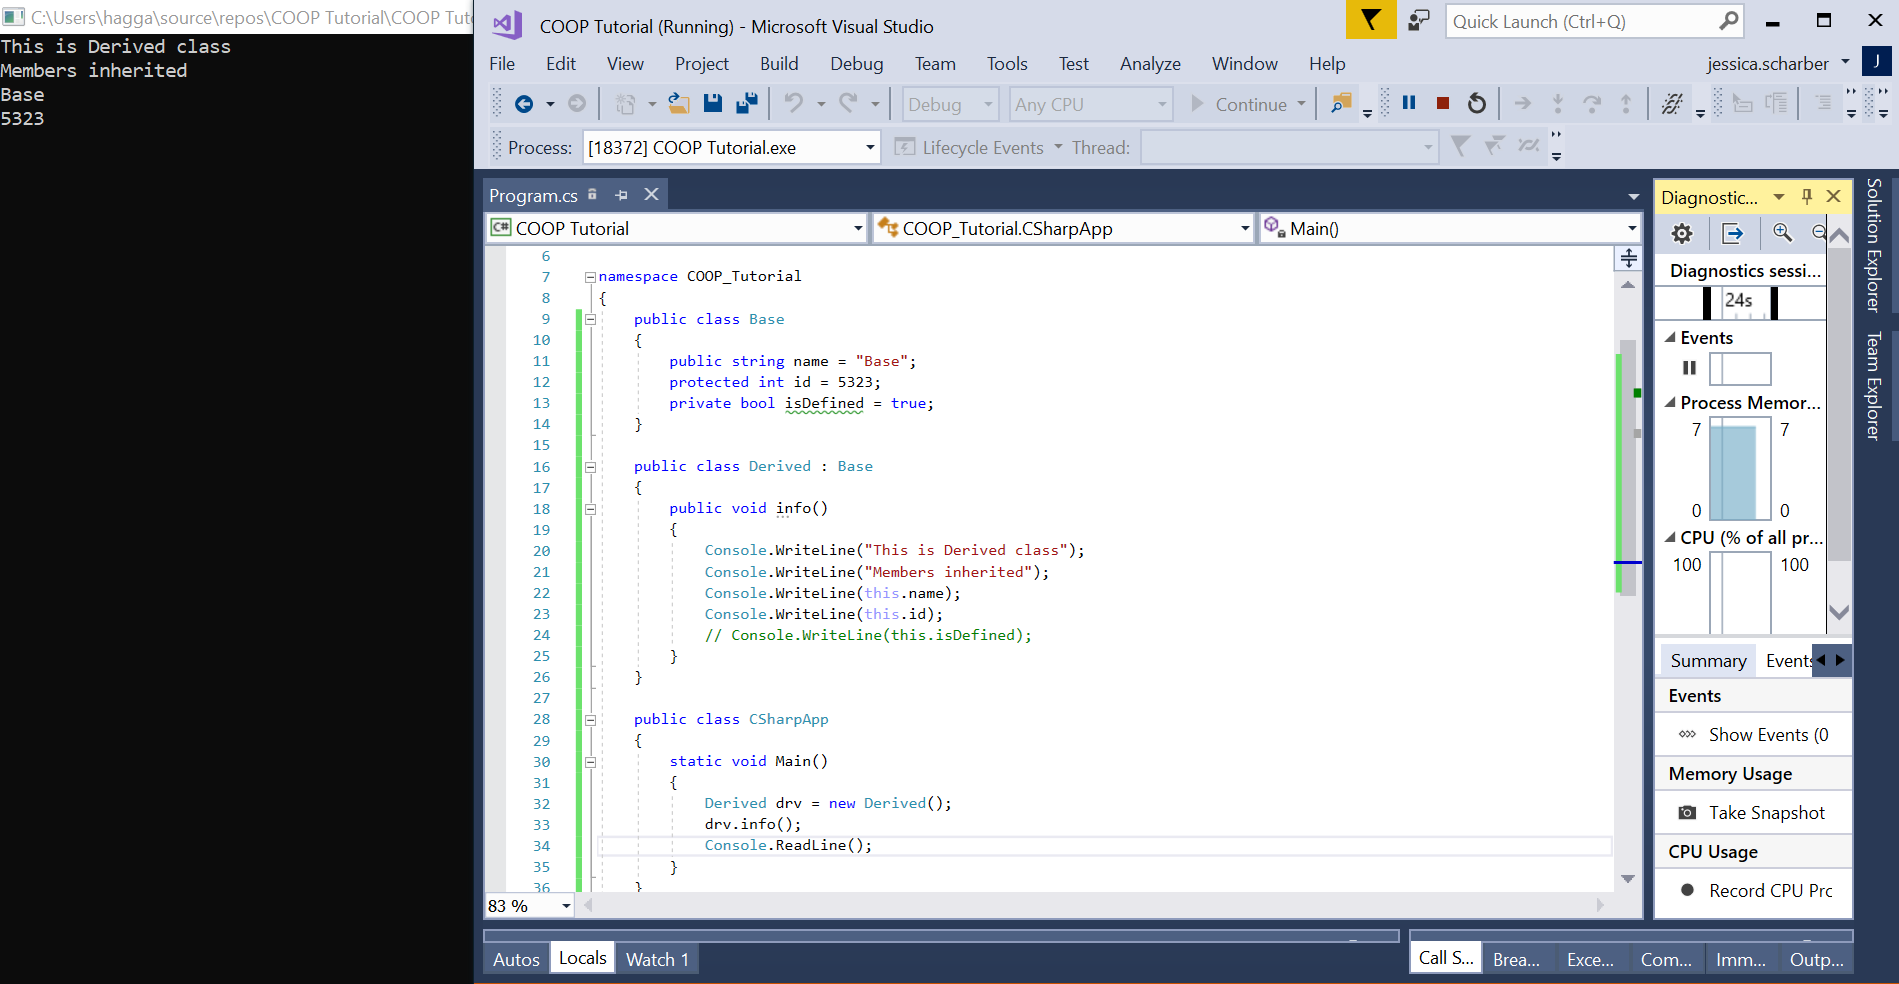 C:\Users\hagga\source\repos\COOP Tutorial\COOP Tut
This is Derived class
Members inherited
Base
5323
COOP Tutorial (Running) - Microsoft Visual Studio
Quick Launch (Ctrl+Q)
File Edit View Project Build Debug Team Tools Test Analyze Window Help
jessica.scharber J
Debug Any CPU Continue
Process: [18372] COOP Tutorial.exe Lifecycle Events Thread:
Program.cs
C# COOP Tutorial COOP_Tutorial.CSharpApp Main()
6
7 namespace COOP_Tutorial
8 {
9 public class Base
10 {
11 public string name = "Base";
12 protected int id = 5323;
13 private bool isDefined = true;
14 }
15
16 public class Derived : Base
17 {
18 public void info()
19 {
20 Console.WriteLine("This is Derived class");
21 Console.WriteLine("Members inherited");
22 Console.WriteLine(this.name);
23 Console.WriteLine(this.id);
24 // Console.WriteLine(this.isDefined);
25 }
26 }
27
28 public class CSharpApp
29 {
30 static void Main()
31 {
32 Derived drv = new Derived();
33 drv.info();
34 Console.ReadLine();
35 }
36 }
83 %
Diagnostic...
Diagnostics sessi...
24s
Events
Process Memor...
7 7
0 0
CPU (% of all pr...
100 100
Summary Events
Events
Show Events (0
Memory Usage
Take Snapshot
CPU Usage
Record CPU Prc
Solution Explorer
Team Explorer
Autos Locals Watch 1
Call S... Brea... Exce... Com... Imm... Outp...